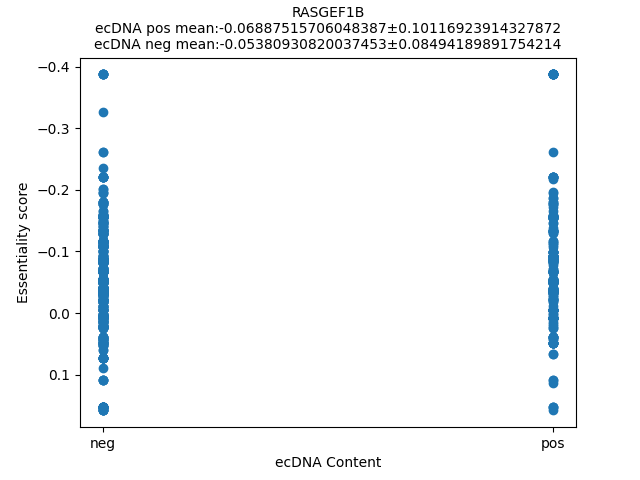 RASGEF1B
ecDNA pos mean:-0.06887515706048387±0.10116923914327872
ecDNA neg mean:-0.05380930820037453±0.08494189891754214
−0.4
−0.3
−0.2
−0.1
0.0
0.1
Essentiality score
neg
pos
ecDNA Content